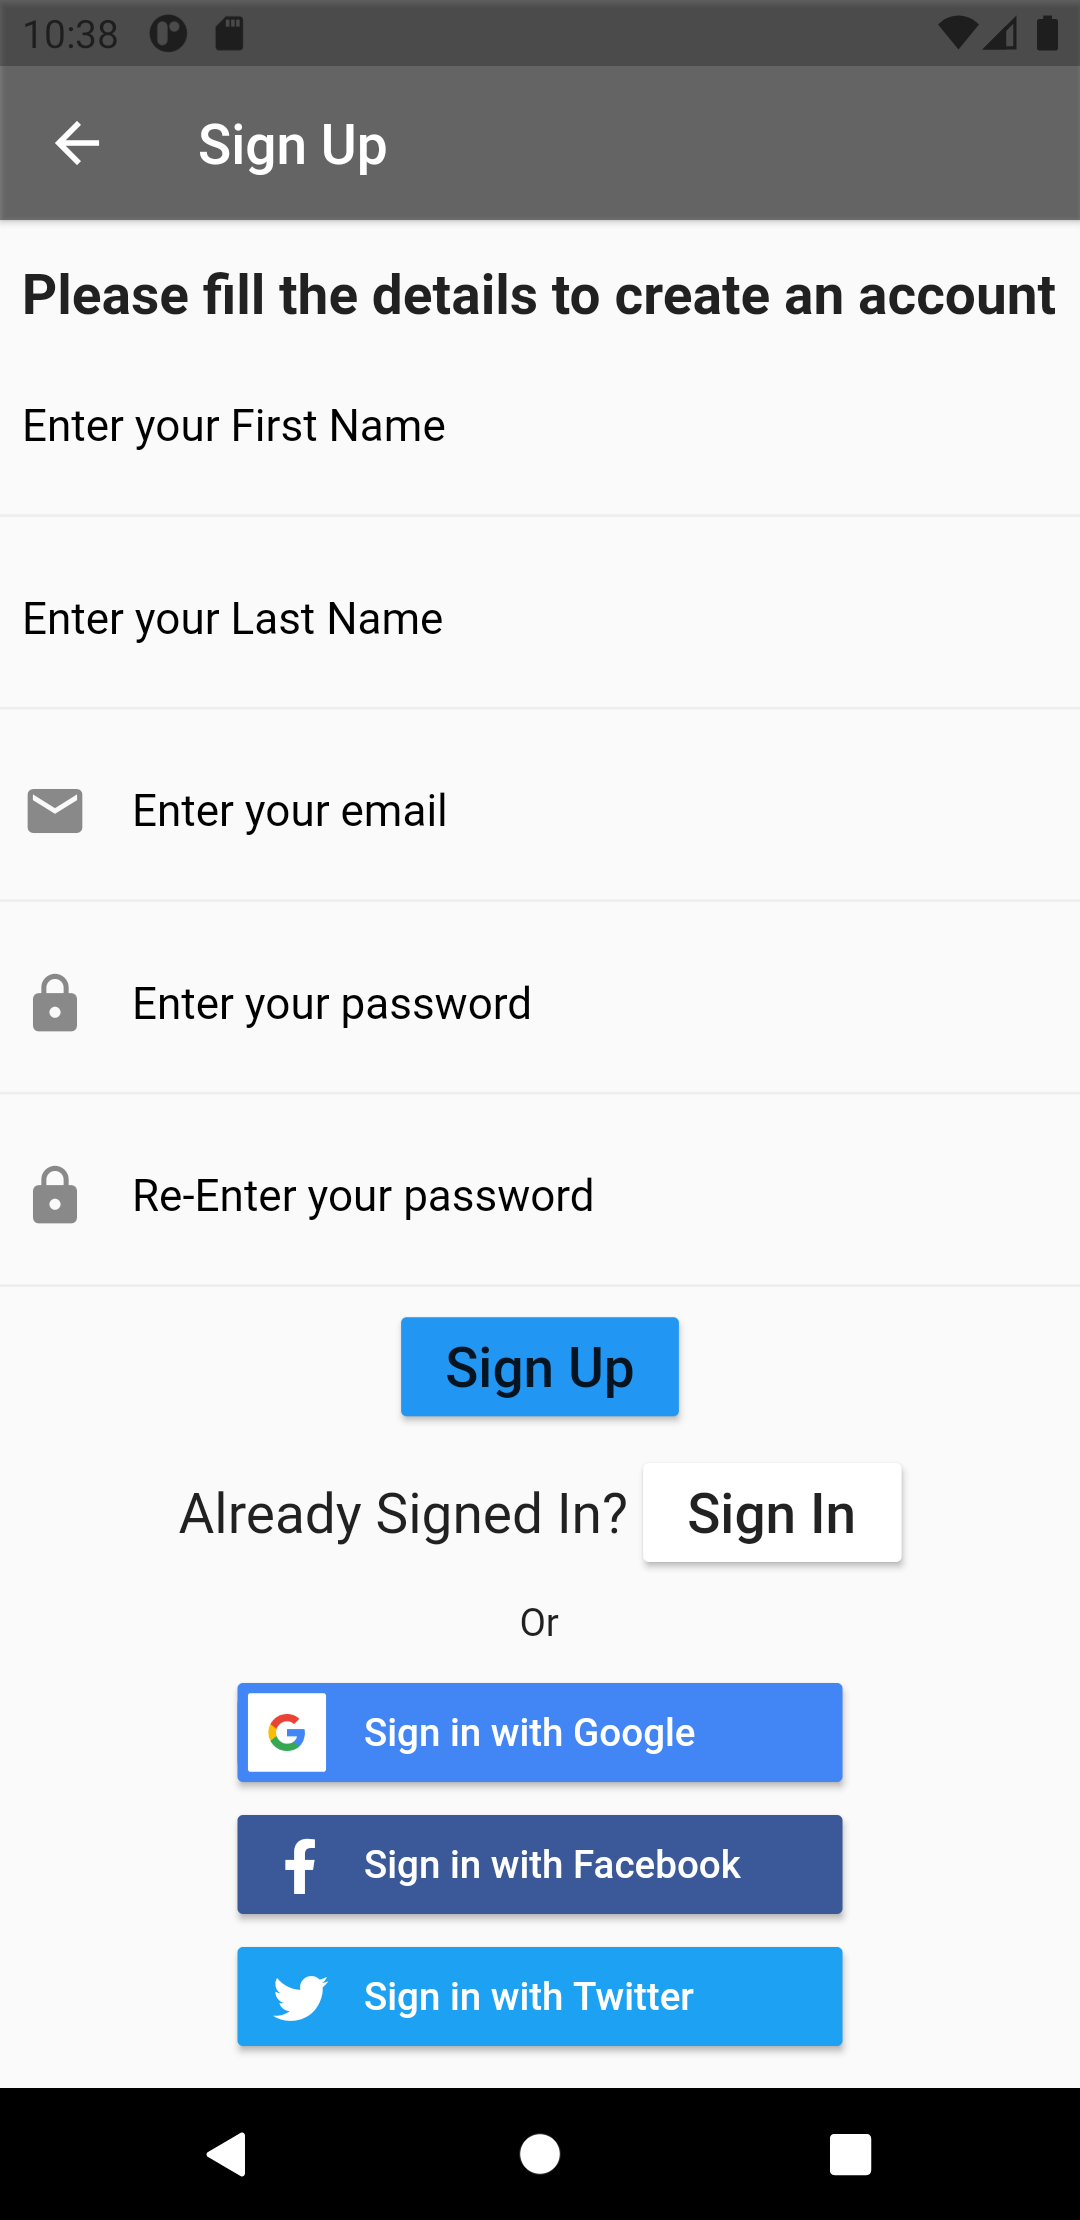 10:38
Sign Up
Please fill the details to create an account
Enter your First Name
Enter your Last Name
Enter your email
Enter your password
Re-Enter your password
Sign Up
Already Signed In? Sign In
Or
Sign in with Google
Sign in with Facebook
Sign in with Twitter